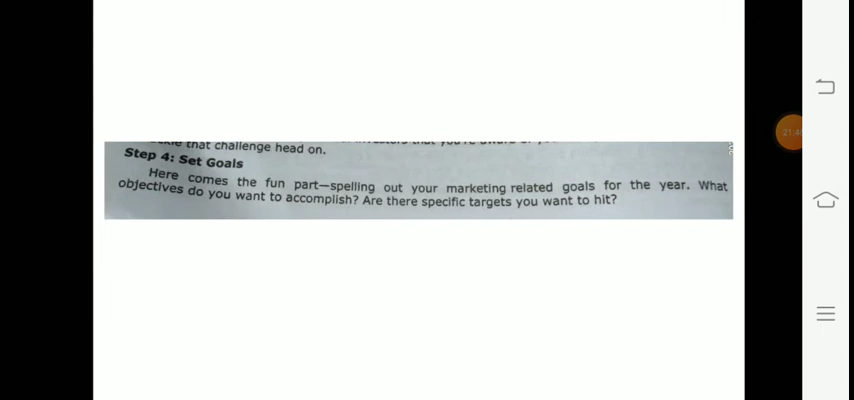 that challenge head on.
Step 4: Set Goals
Here comes the fun part—spelling out your marketing related goals for the year. What
objectives do you want to accomplish? Are there specific targets you want to hit?